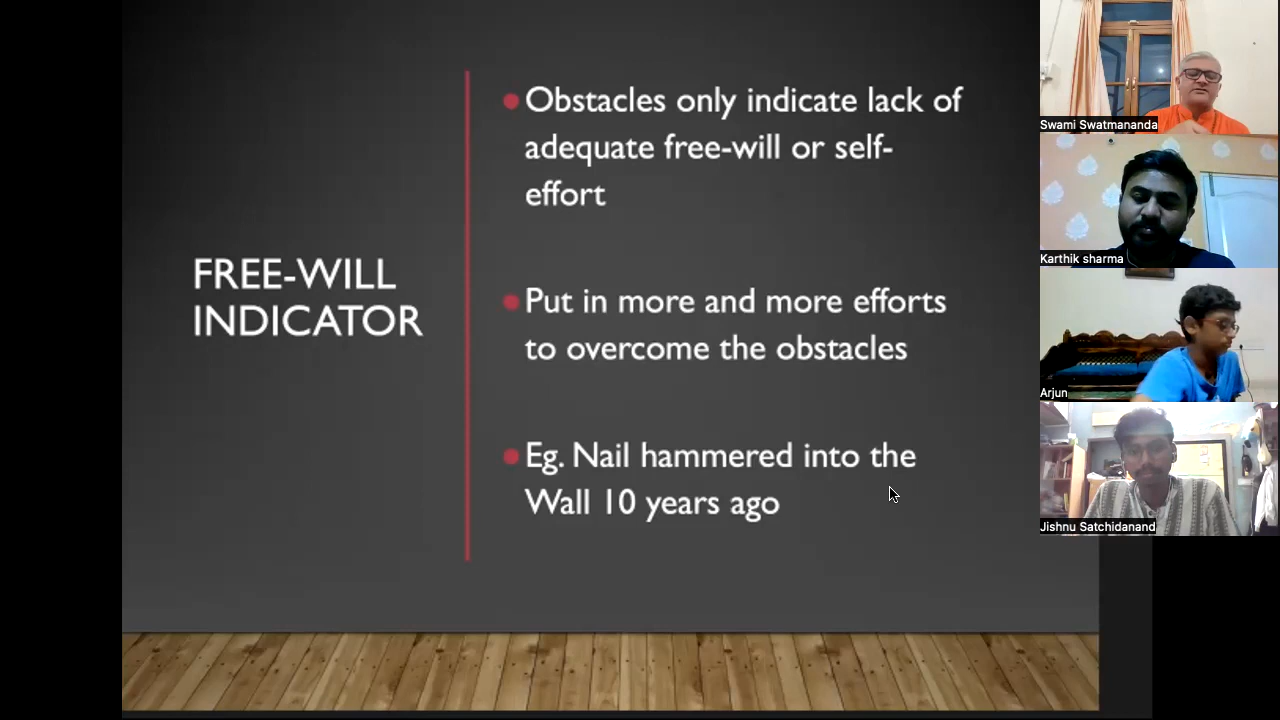 FREE-WILL
INDICATOR
Obstacles only indicate lack of
adequate free-will or self-
effort
Put in more and more efforts
to overcome the obstacles
Eg. Nail hammered into the
Wall 10 years ago
Swami Swatmananda
Karthik sharma
Arjun
Jishnu Satchidanand